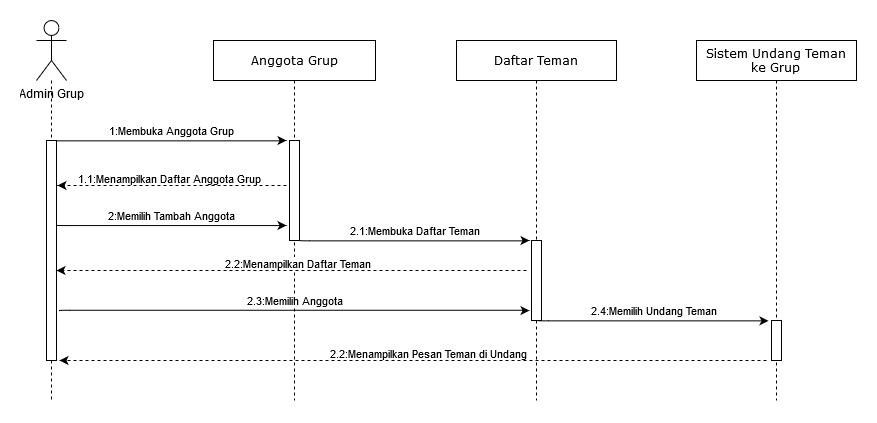 Anggota Grup
Daftar Teman
Sistem Undang Teman
ke Grup
Admin Grup
1:Membuka Anggota Grup
1.1:Menampilkan Daftar Anggota Grup
2:Memilih Tambah Anggota
2.1:Membuka Daftar Teman
2.2:Menampilkan Daftar Teman
2.3:Memilih Anggota
2.4:Memilih Undang Teman
2.2:Menampilkan Pesan Teman di Undang